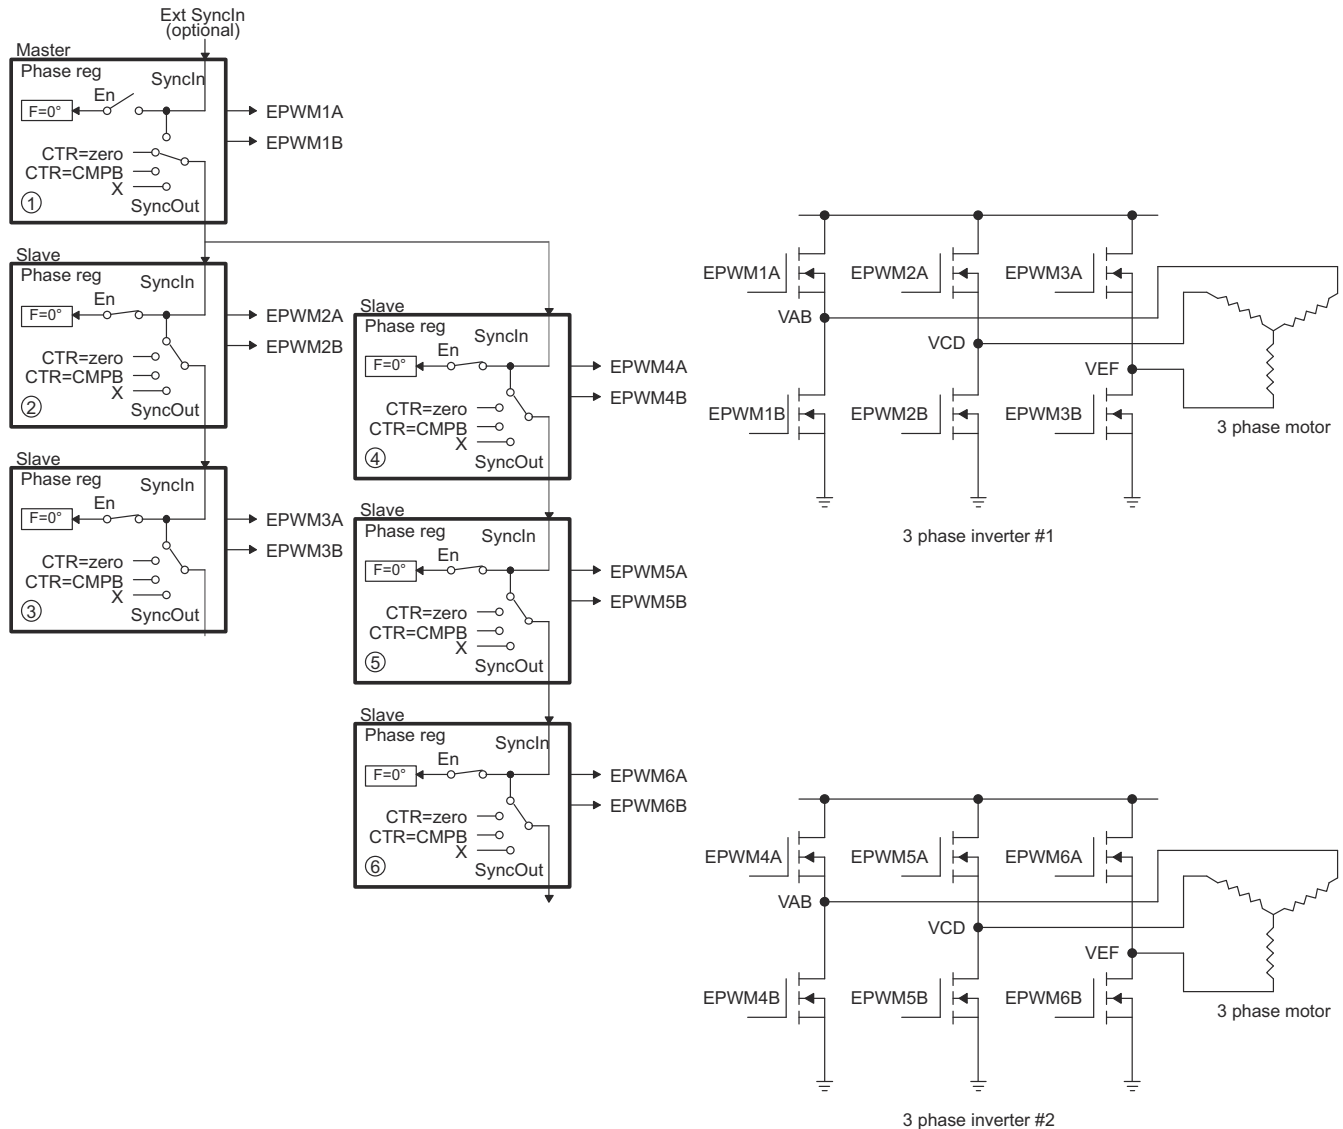 Ext SyncIn
(optional)
Master
Phase reg
SyncIn
En
F=0°
EPWM1A
EPWM1B
CTR=zero
CTR=CMPB
X
1
SyncOut
Slave
Phase reg
SyncIn
En
F=0°
EPWM2A
EPWM2B
CTR=zero
CTR=CMPB
X
2
SyncOut
Slave
Phase reg
SyncIn
En
F=0°
EPWM3A
EPWM3B
CTR=zero
CTR=CMPB
X
3
SyncOut
Slave
Phase reg
SyncIn
En
F=0°
EPWM4A
EPWM4B
CTR=zero
CTR=CMPB
X
4
SyncOut
Slave
Phase reg
SyncIn
En
F=0°
EPWM5A
EPWM5B
CTR=zero
CTR=CMPB
X
5
SyncOut
Slave
Phase reg
SyncIn
En
F=0°
EPWM6A
EPWM6B
CTR=zero
CTR=CMPB
X
6
SyncOut
EPWM1A
EPWM2A
EPWM3A
VAB
VCD
VEF
EPWM1B
EPWM2B
EPWM3B
3 phase motor
3 phase inverter #1
EPWM4A
EPWM5A
EPWM6A
VAB
VCD
VEF
EPWM4B
EPWM5B
EPWM6B
3 phase motor
3 phase inverter #2